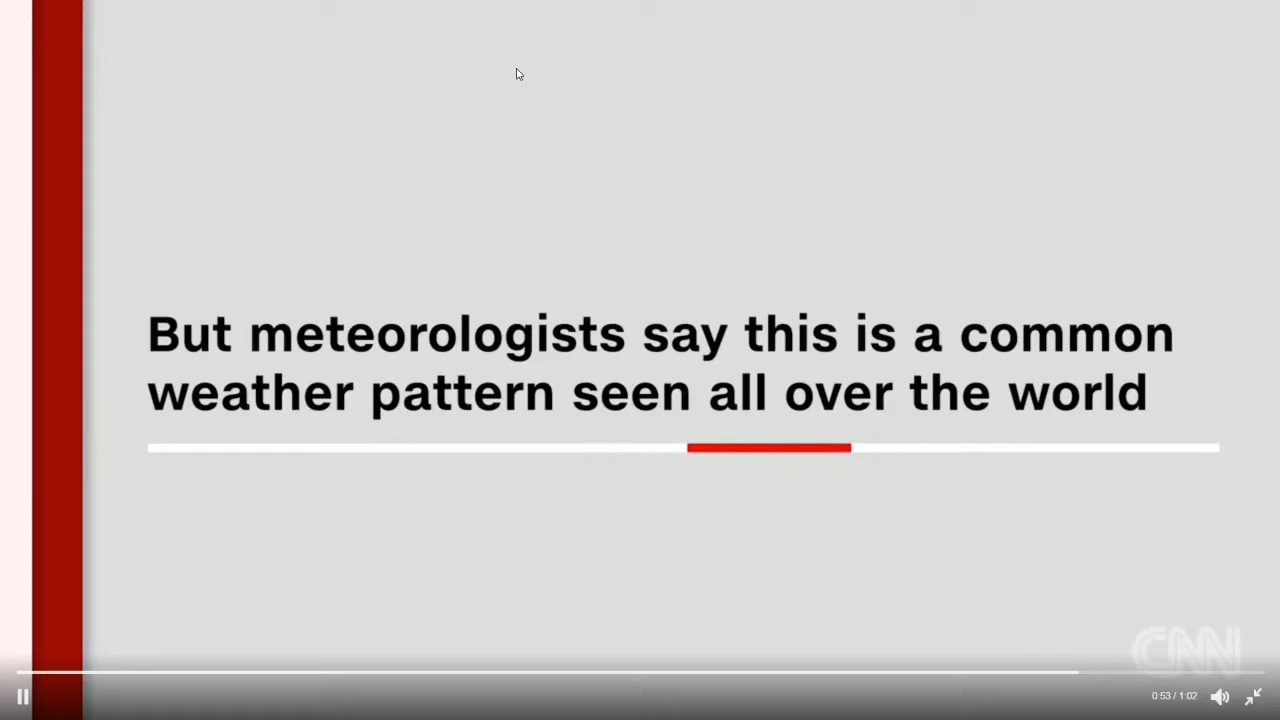 But meteorologists say this is a common
weather pattern seen all over the world
CNN
0:53 / 1:02